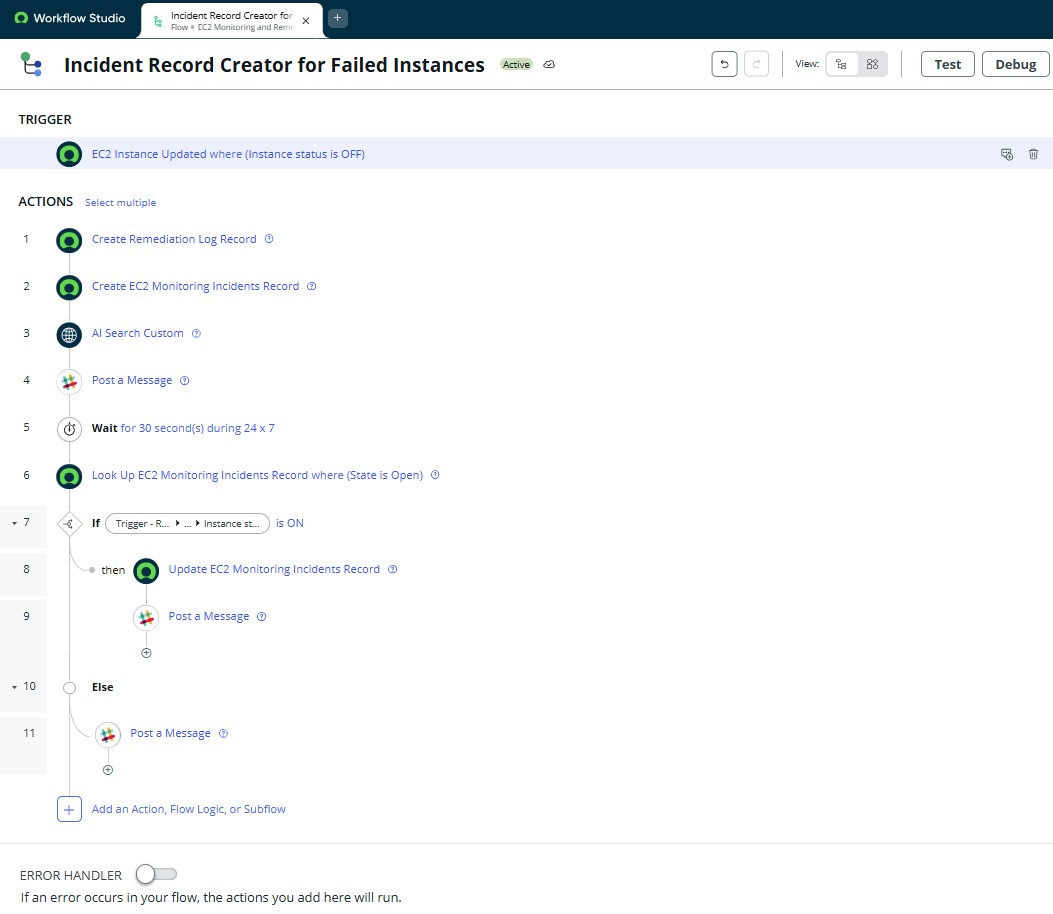 Workflow Studio
Incident Record Creator for
Flow • EC2 Monitoring and Reme
Incident Record Creator for Failed Instances
Active
View:
Test
Debug
TRIGGER
EC2 Instance Updated where (Instance status is OFF)
ACTIONS Select multiple
1 Create Remediation Log Record
2 Create EC2 Monitoring Incidents Record
3 AI Search Custom
4 Post a Message
5 Wait for 30 second(s) during 24 x 7
6 Look Up EC2 Monitoring Incidents Record where (State is Open)
7 If Trigger - R... ... Instance st... is ON
8 then Update EC2 Monitoring Incidents Record
9 Post a Message
10 Else
11 Post a Message
Add an Action, Flow Logic, or Subflow
ERROR HANDLER
If an error occurs in your flow, the actions you add here will run.